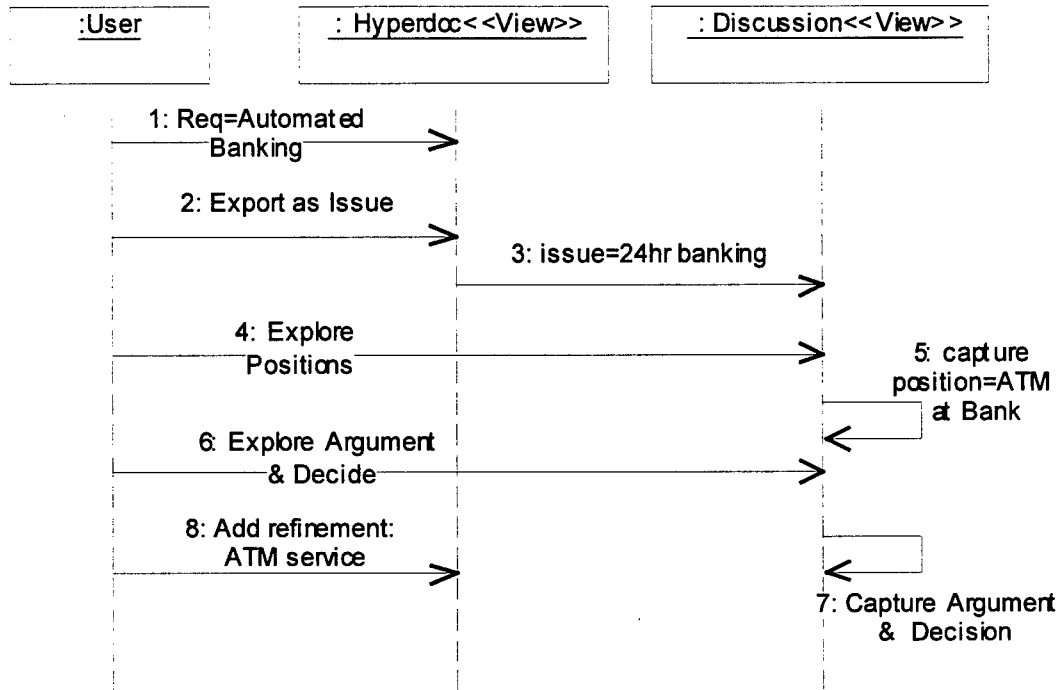 :User
: Hyperdoc<<View>>
: Discussion<<View>>
1: Req=Automated
Banking
2: Export as Issue
3: issue=24hr banking
4: Explore
Positions
5: capture
position=ATM
at Bank
6: Explore Argument
& Decide
8: Add refinement:
ATM service
7: Capture Argument
& Decision